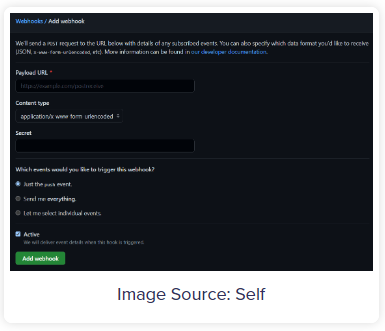 Webhooks / Add webhook
We'll send a POST request to the URL below with details of any subscribed events. You can also specify which data format you'd like to receive
(JSON, x-www-form-urlencoded, etc). More information can be found in our developer documentation.
Payload URL *
https://example.com/postreceive
Content type
application/x-www-form-urlencoded
Secret
Which events would you like to trigger this webhook?
Just the push event.
Send me everything.
Let me select individual events.
Active
We will deliver event details when this hook is triggered.
Add webhook
Image Source: Self